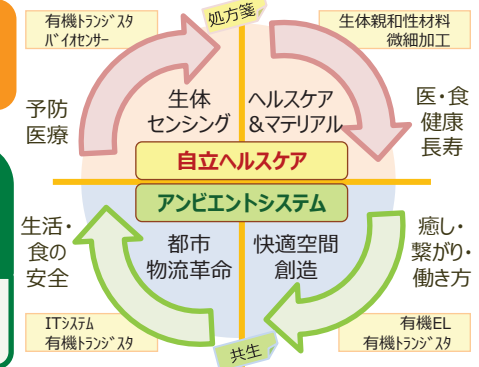 有機トランジスタ
バイオセンサー
処方箋
生体親和性材料
微細加工
予防
医療
生体
センシング
ヘルスケア
&マテリアル
医・食
健康
長寿
自立ヘルスケア
アンビエントシステム
生活・
食の
安全
都市
物流革命
快適空間
創造
癒し・
繋がり・
働き方
ITシステム
有機トランジスタ
共生
有機EL
有機トランジスタ